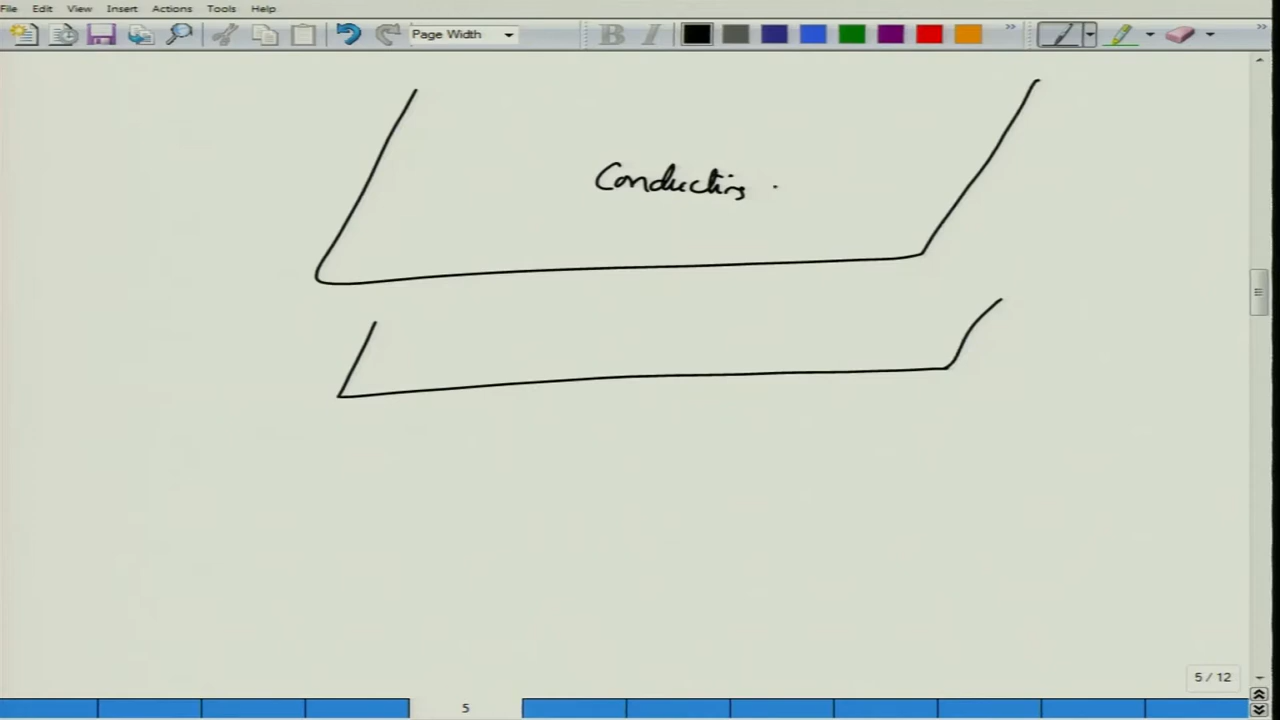 File Edit View Insert Actions Tools Help
Page Width B I
Conducting
5 / 12
5